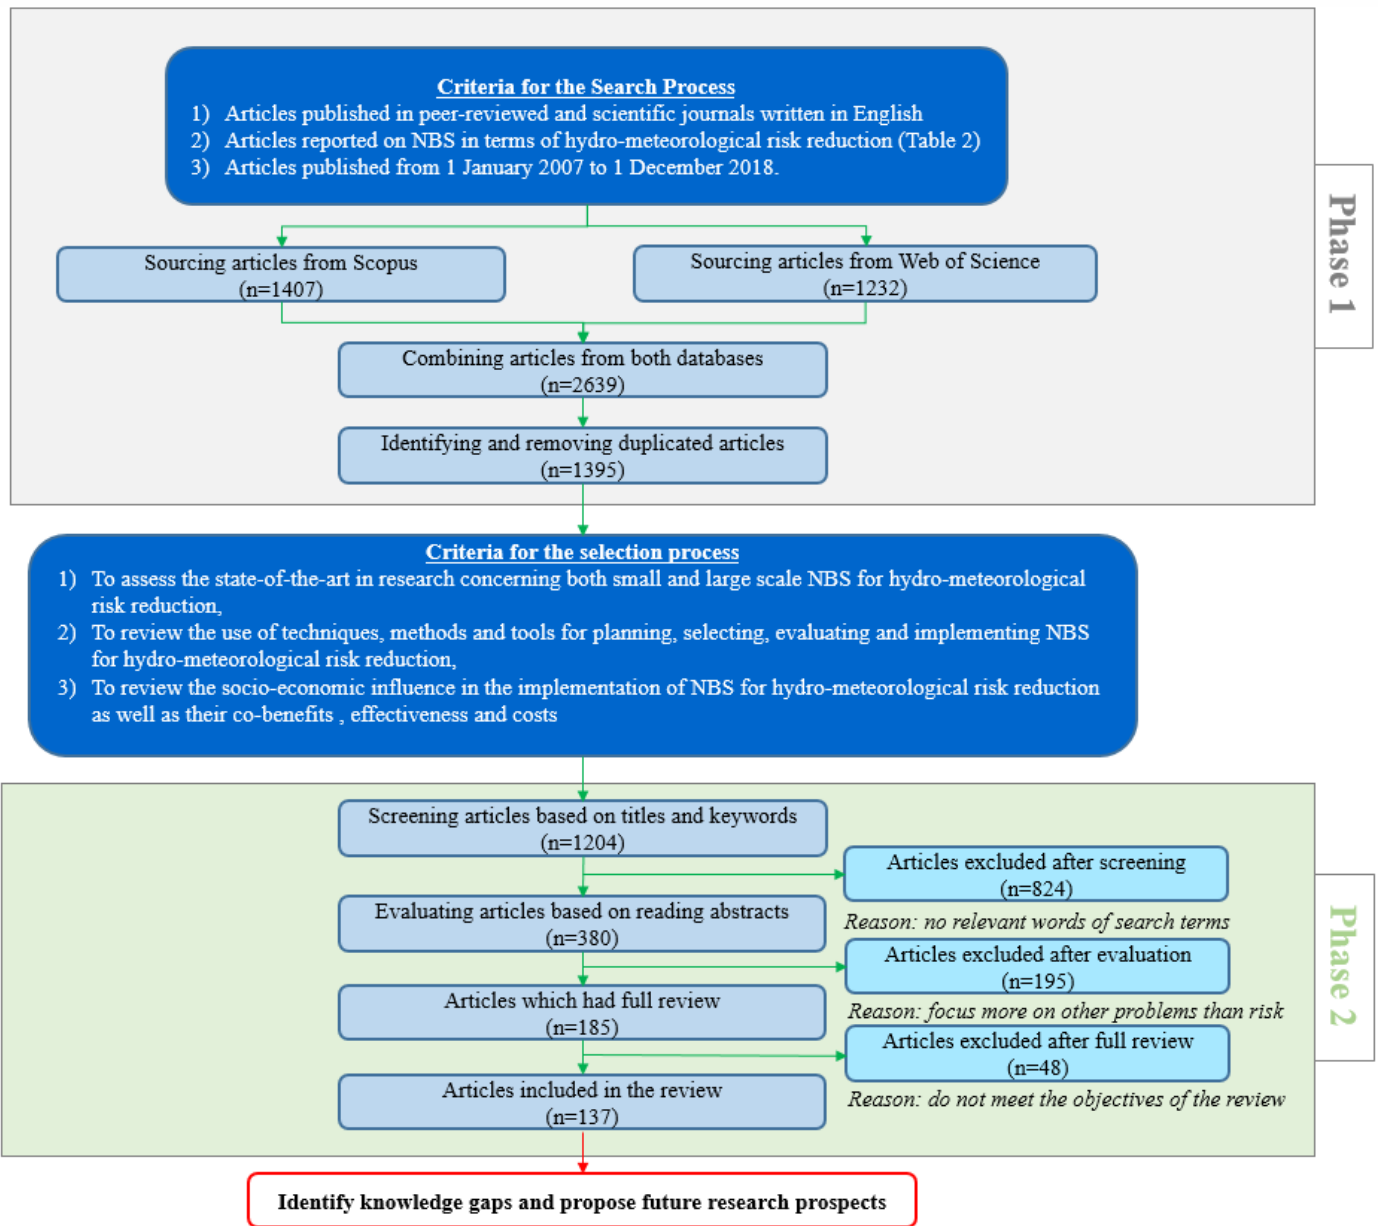 Criteria for the Search Process
1) Articles published in peer-reviewed and scientific journals written in English
2) Articles reported on NBS in terms of hydro-meteorological risk reduction (Table 2)
3) Articles published from 1 January 2007 to 1 December 2018.
Phase 1
Sourcing articles from Scopus
(n=1407)
Sourcing articles from Web of Science
(n=1232)
Combining articles from both databases
(n=2639)
Identifying and removing duplicated articles
(n=1395)
Criteria for the selection process
1) To assess the state-of-the-art in research concerning both small and large scale NBS for hydro-meteorological
risk reduction,
2) To review the use of techniques, methods and tools for planning, selecting, evaluating and implementing NBS
for hydro-meteorological risk reduction,
3) To review the socio-economic influence in the implementation of NBS for hydro-meteorological risk reduction
as well as their co-benefits , effectiveness and costs
Phase 2
Screening articles based on titles and keywords
(n=1204)
Articles excluded after screening
(n=824)
Reason: no relevant words of search terms
Evaluating articles based on reading abstracts
(n=380)
Articles excluded after evaluation
(n=195)
Reason: focus more on other problems than risk
Articles which had full review
(n=185)
Articles excluded after full review
(n=48)
Reason: do not meet the objectives of the review
Articles included in the review
(n=137)
Identify knowledge gaps and propose future research prospects